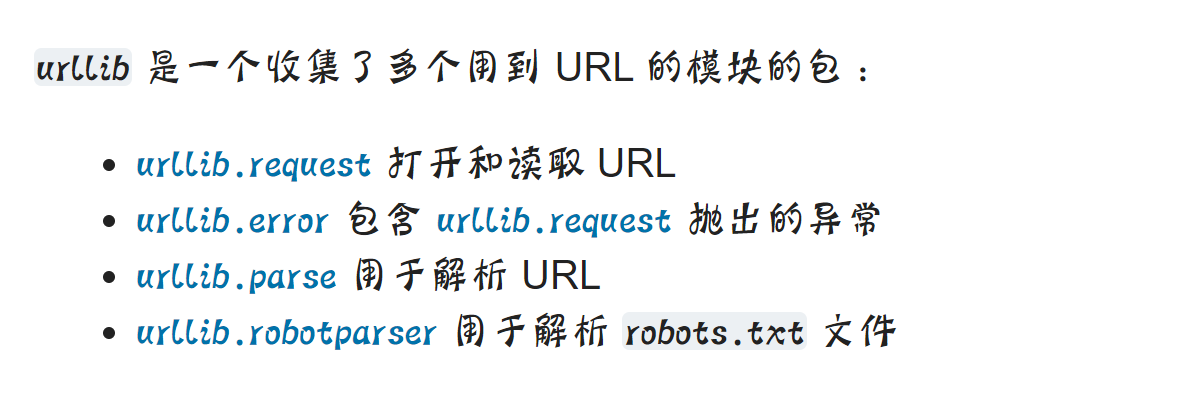 urllib 是一个收集了多个用到 URL 的模块的包：
• urllib.request 打开和读取 URL
• urllib.error 包含 urllib.request 抛出的异常
• urllib.parse 用于解析 URL
• urllib.robotparser 用于解析 robots.txt 文件